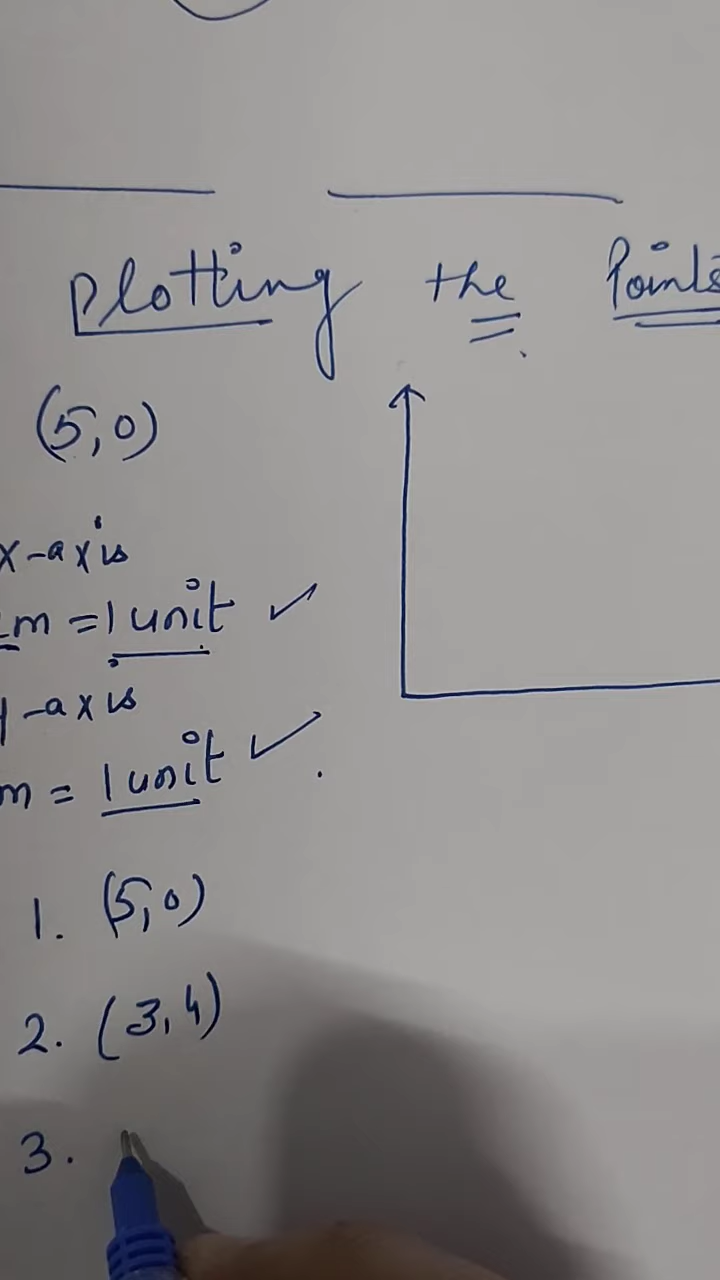 Plotting the Points
(5,0)
x-axis
m = 1 unit ✓
y-axis
m = 1 unit ✓
1. (5,0)
2. (3,4)
3.